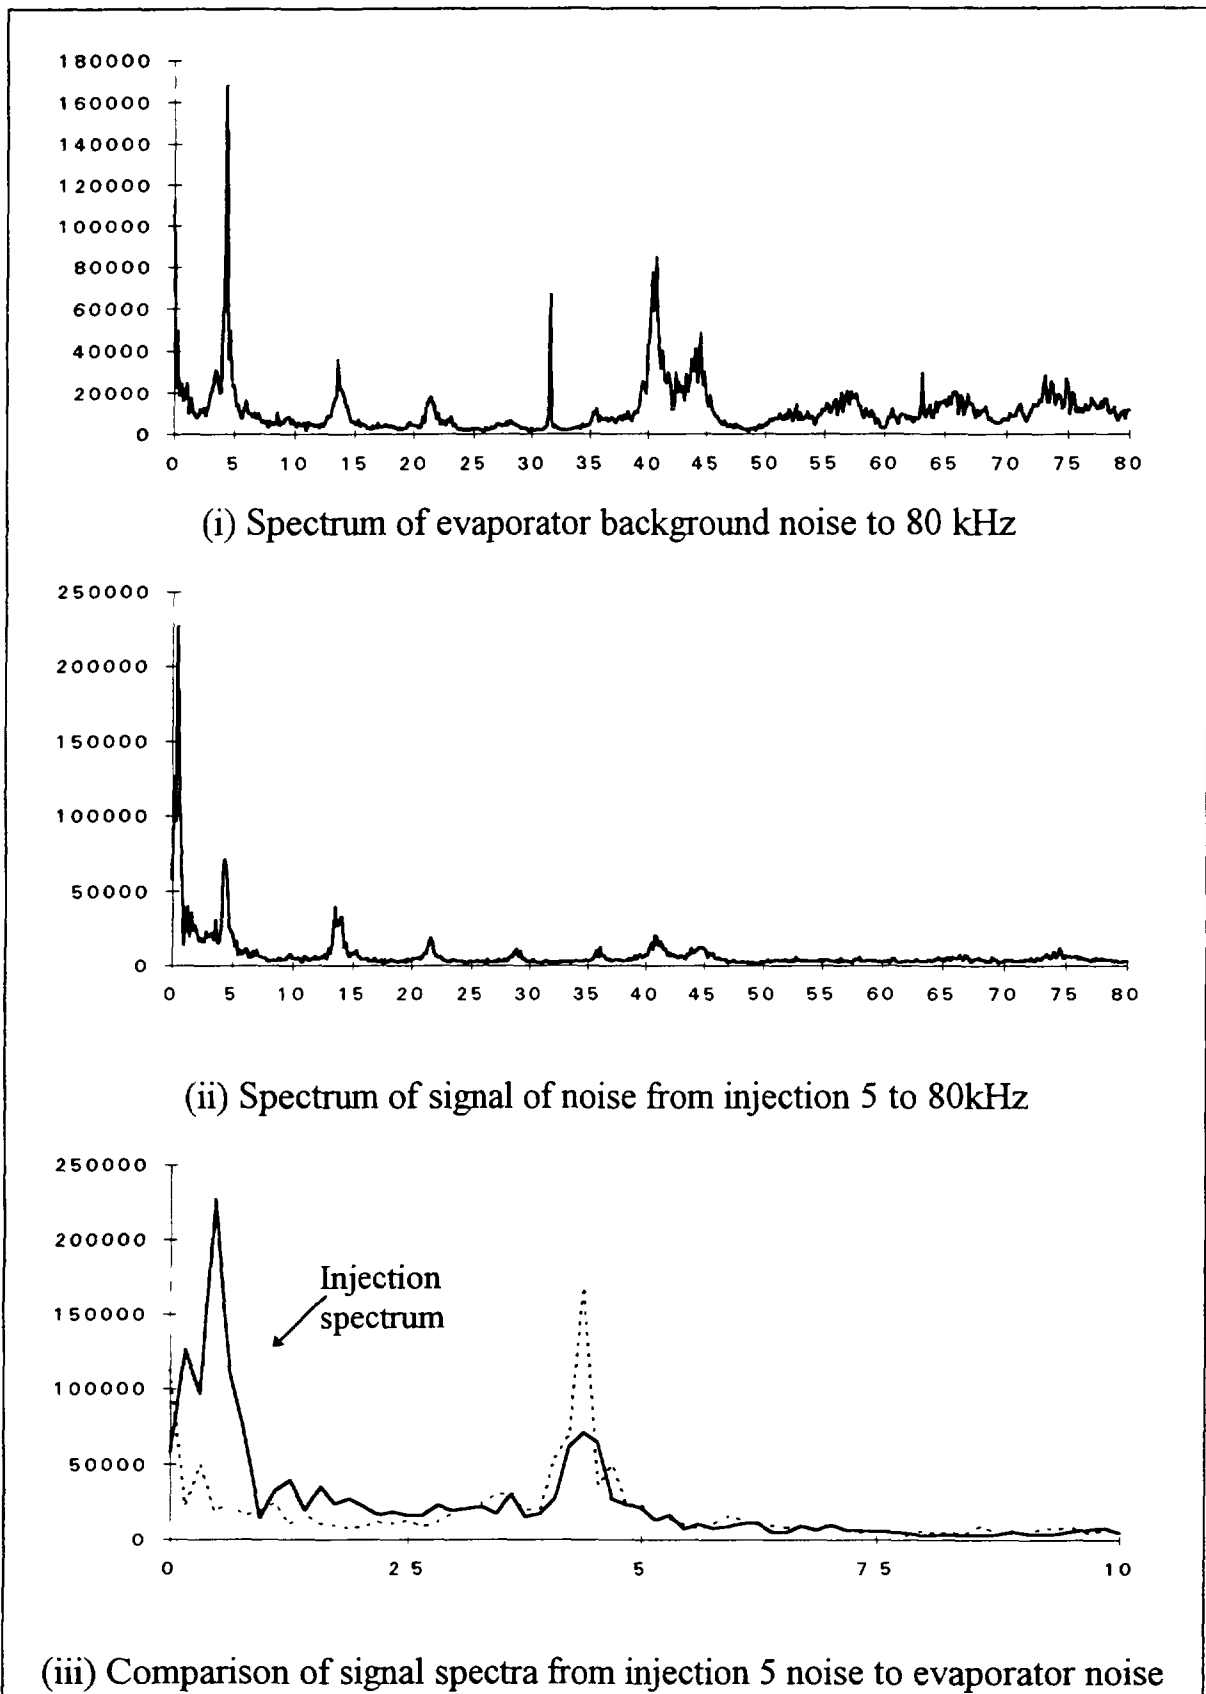 180000
160000
140000
120000
100000
80000
60000
40000
20000
0
0 5 10 15 20 25 30 35 40 45 50 55 60 65 70 75 80
(i) Spectrum of evaporator background noise to 80 kHz
250000
200000
150000
100000
50000
0
0 5 10 15 20 25 30 35 40 45 50 55 60 65 70 75 80
(ii) Spectrum of signal of noise from injection 5 to 80kHz
250000
200000
150000
100000
50000
0
Injection
spectrum
0 2 5 5 7 5 10
(iii) Comparison of signal spectra from injection 5 noise to evaporator noise